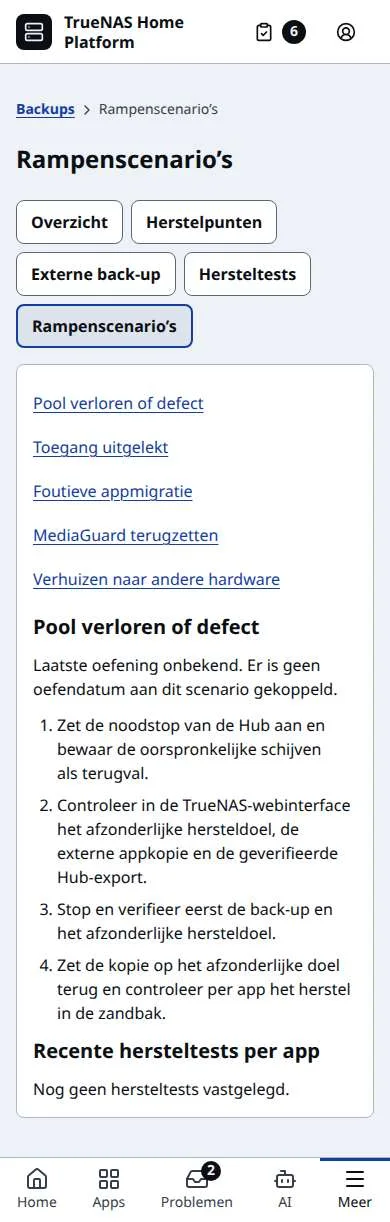 TrueNAS Home
Platform
6
Backups > Rampenscenario’s
Rampenscenario’s
Overzicht
Herstelpunten
Externe back-up
Hersteltests
Rampenscenario’s
Pool verloren of defect
Toegang uitgelekt
Foutieve appmigratie
MediaGuard terugzetten
Verhuizen naar andere hardware
Pool verloren of defect
Laatste oefening onbekend. Er is geen
oefendatum aan dit scenario gekoppeld.
1. Zet de noodstop van de Hub aan en
bewaar de oorspronkelijke schijven
als terugval.
2. Controleer in de TrueNAS-webinterface
het afzonderlijke hersteldoel, de
externe appkopie en de geverifieerde
Hub-export.
3. Stop en verifieer eerst de back-up en
het afzonderlijke hersteldoel.
4. Zet de kopie op het afzonderlijke doel
terug en controleer per app het herstel
in de zandbak.
Recente hersteltests per app
Nog geen hersteltests vastgelegd.
2
Home
Apps
Problemen
AI
Meer